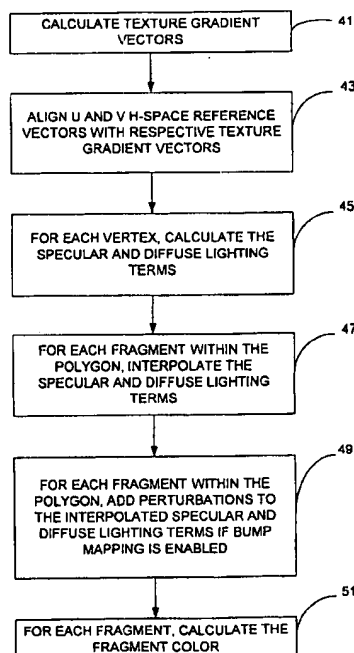 CALCULATE TEXTURE GRADIENT
VECTORS
41
ALIGN U AND V H-SPACE REFERENCE
VECTORS WITH RESPECTIVE TEXTURE
GRADIENT VECTORS
43
FOR EACH VERTEX, CALCULATE THE
SPECULAR AND DIFFUSE LIGHTING
TERMS
45
FOR EACH FRAGMENT WITHIN THE
POLYGON, INTERPOLATE THE
SPECULAR AND DIFFUSE LIGHTING
TERMS
47
FOR EACH FRAGMENT WITHIN THE
POLYGON, ADD PERTURBATIONS TO
THE INTERPOLATED SPECULAR AND
DIFFUSE LIGHTING TERMS IF BUMP
MAPPING IS ENABLED
49
FOR EACH FRAGMENT, CALCULATE THE
FRAGMENT COLOR
51